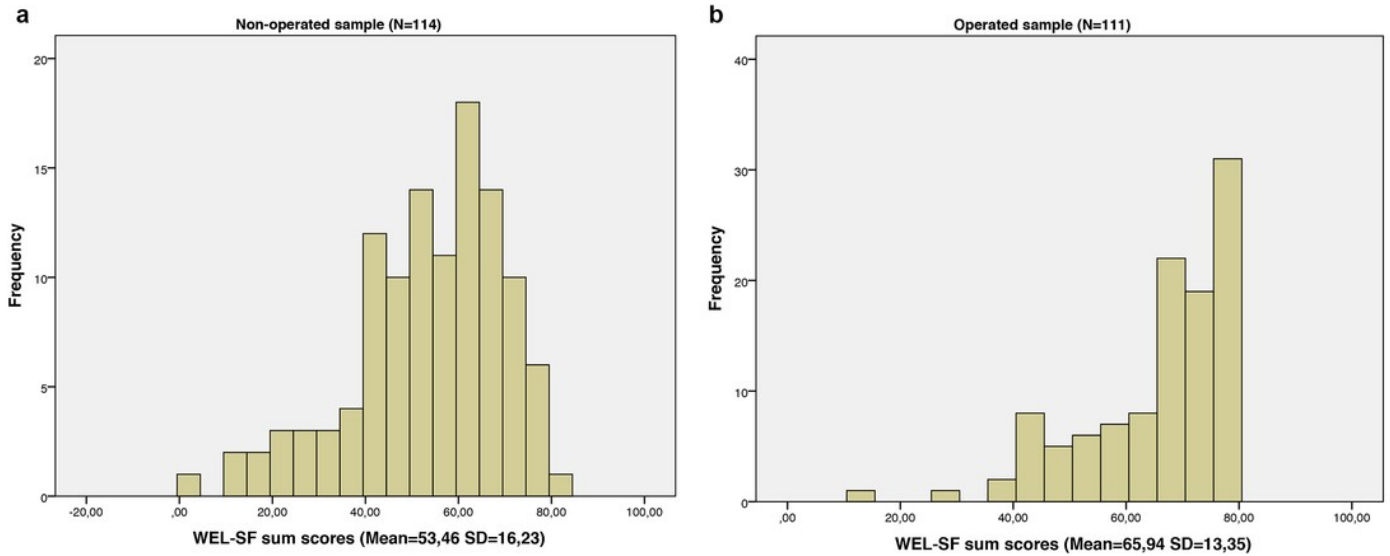 a
Non-operated sample (N=114)
20
15
10
5
0
Frequency
-20,00
,00
20,00
40,00
60,00
80,00
100,00
WEL-SF sum scores (Mean=53,46 SD=16,23)
b
Operated sample (N=111)
40
30
20
10
0
Frequency
,00
20,00
40,00
60,00
80,00
100,00
WEL-SF sum scores (Mean=65,94 SD=13,35)